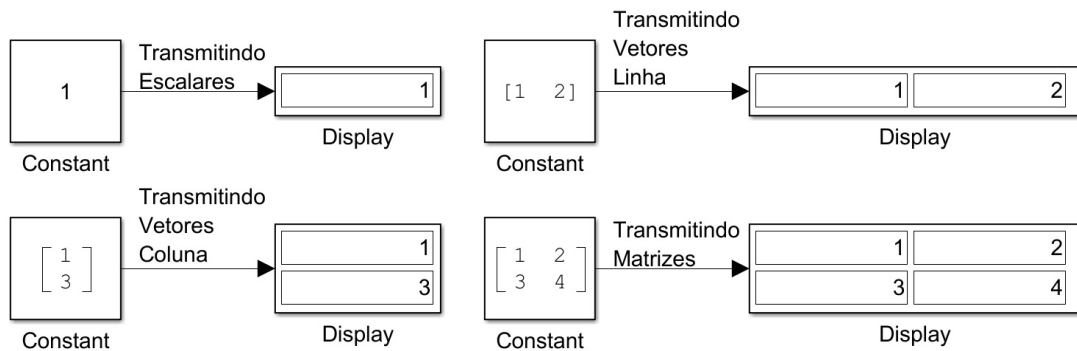 1
Transmitindo
Escalares
1
Constant
Display
[1 2]
Transmitindo
Vetores
Linha
1 2
Constant
Display
1
3
Transmitindo
Vetores
Coluna
1
3
Constant
Display
1 2
3 4
Transmitindo
Matrizes
1 2
3 4
Constant
Display